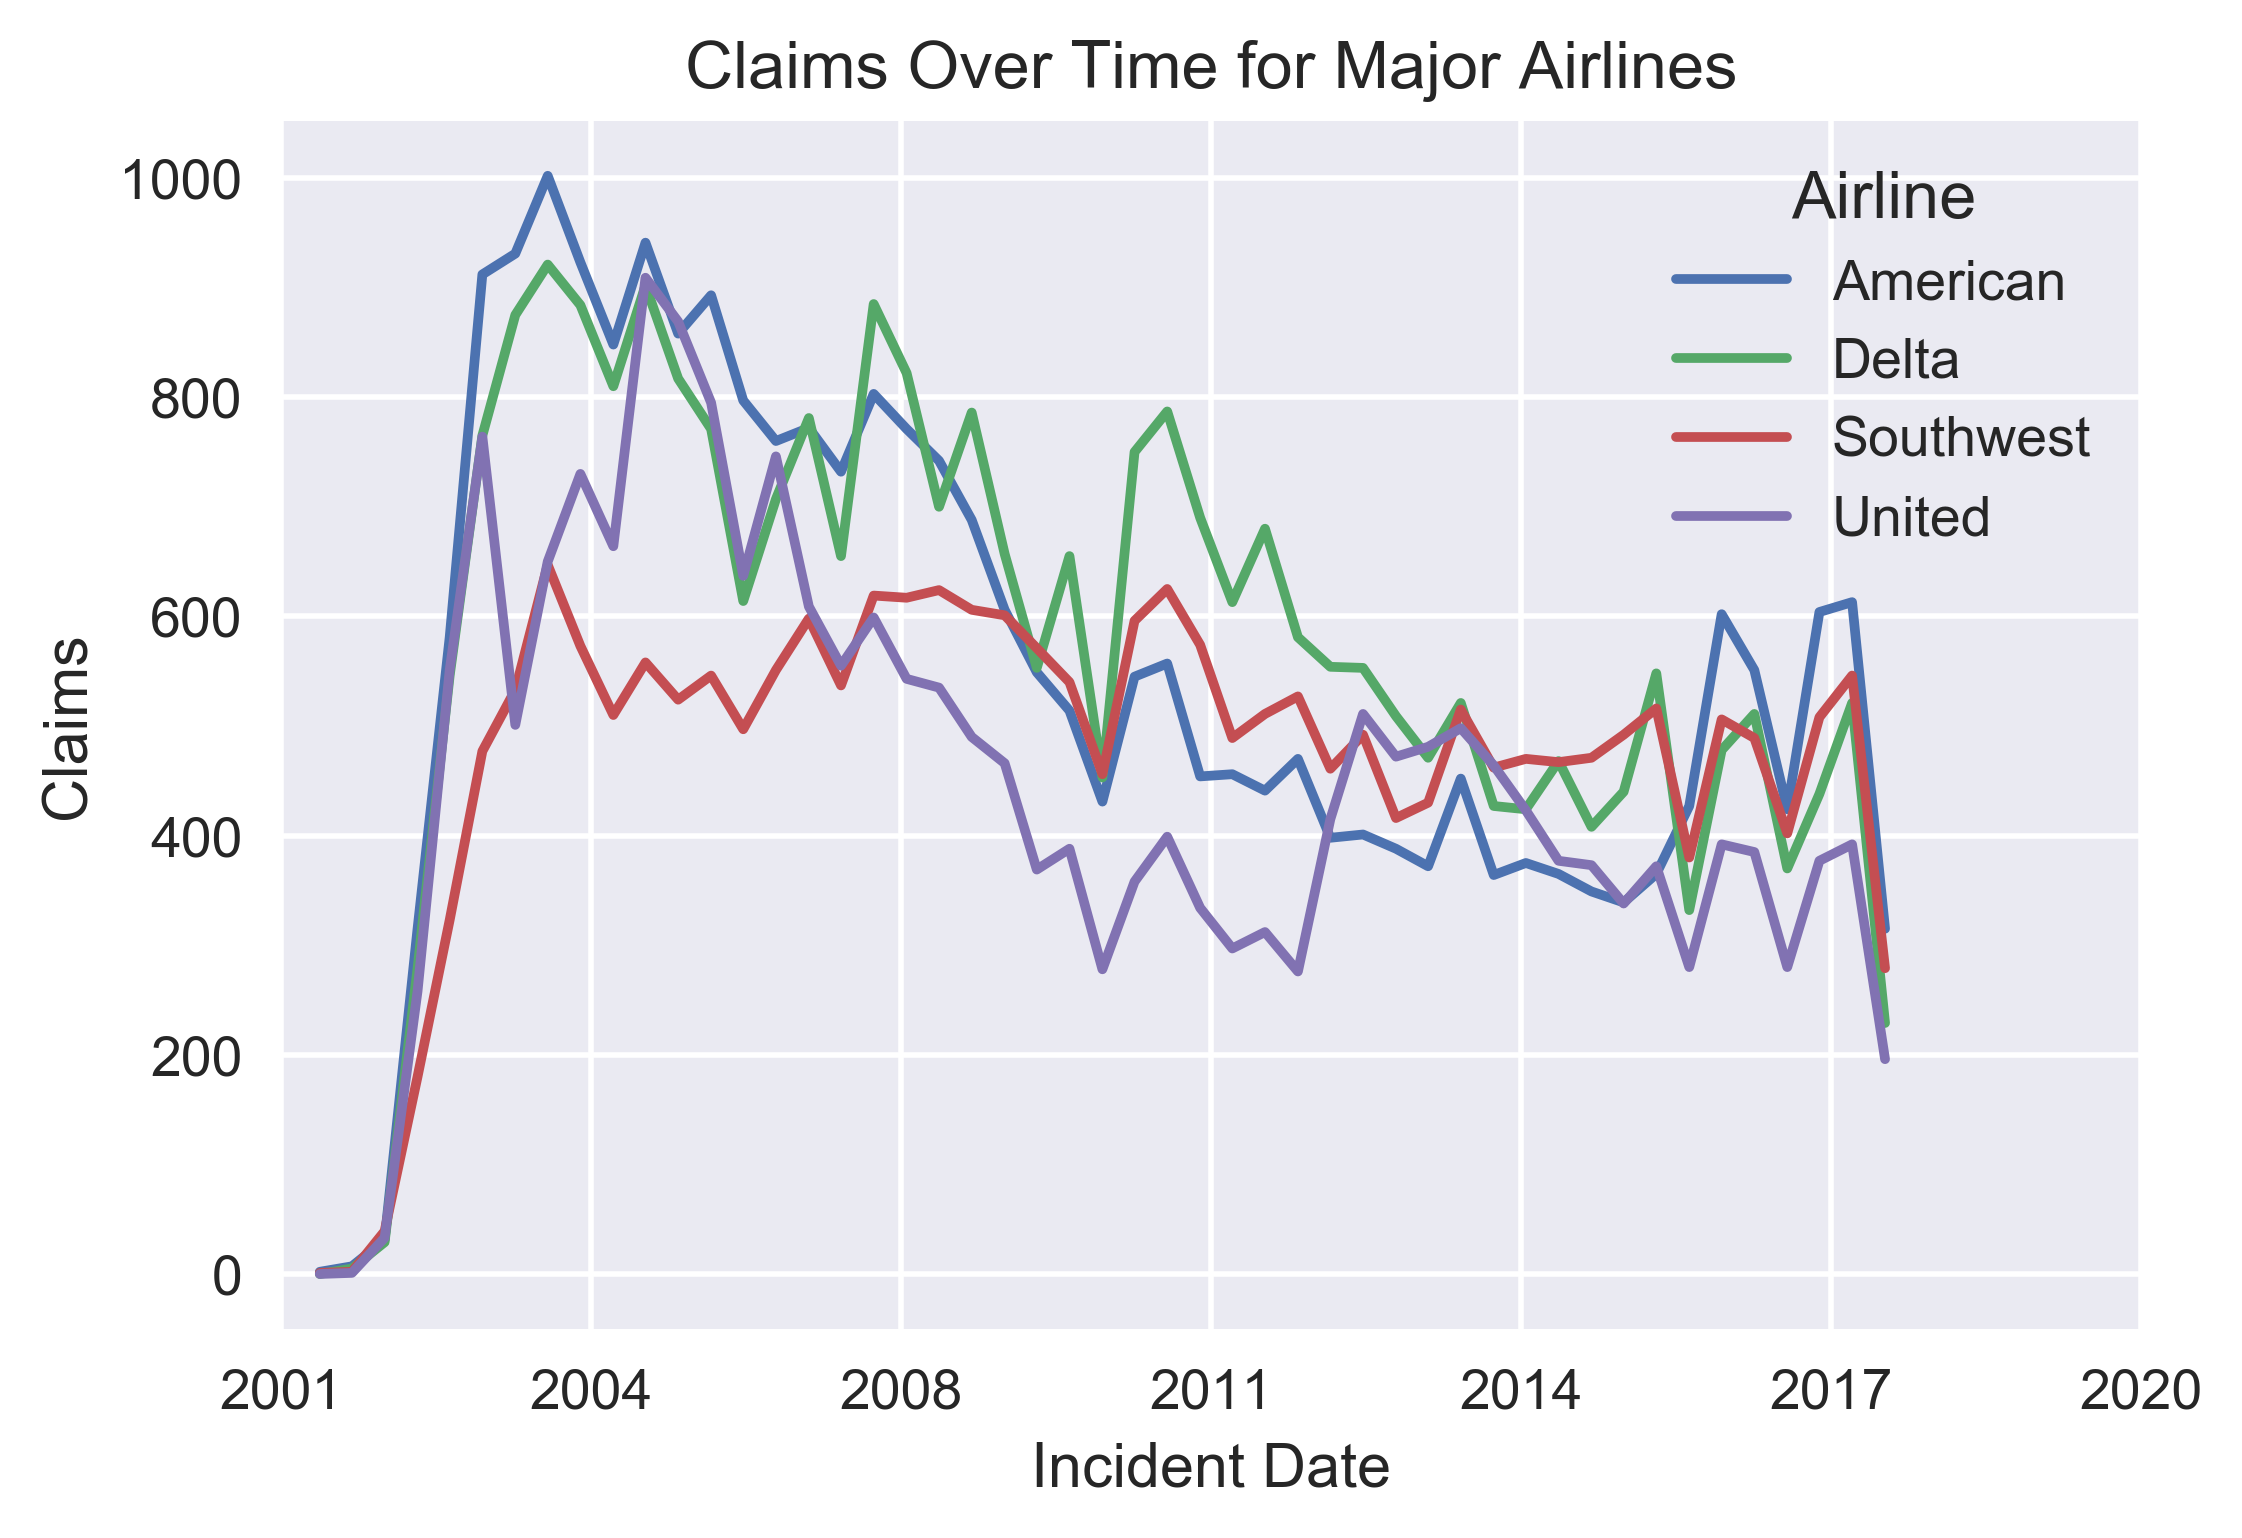 Claims Over Time for Major Airlines
1000
800
600
400
200
0
Claims
Airline
American
Delta
Southwest
United
2001 2004 2008 2011 2014 2017 2020
Incident Date